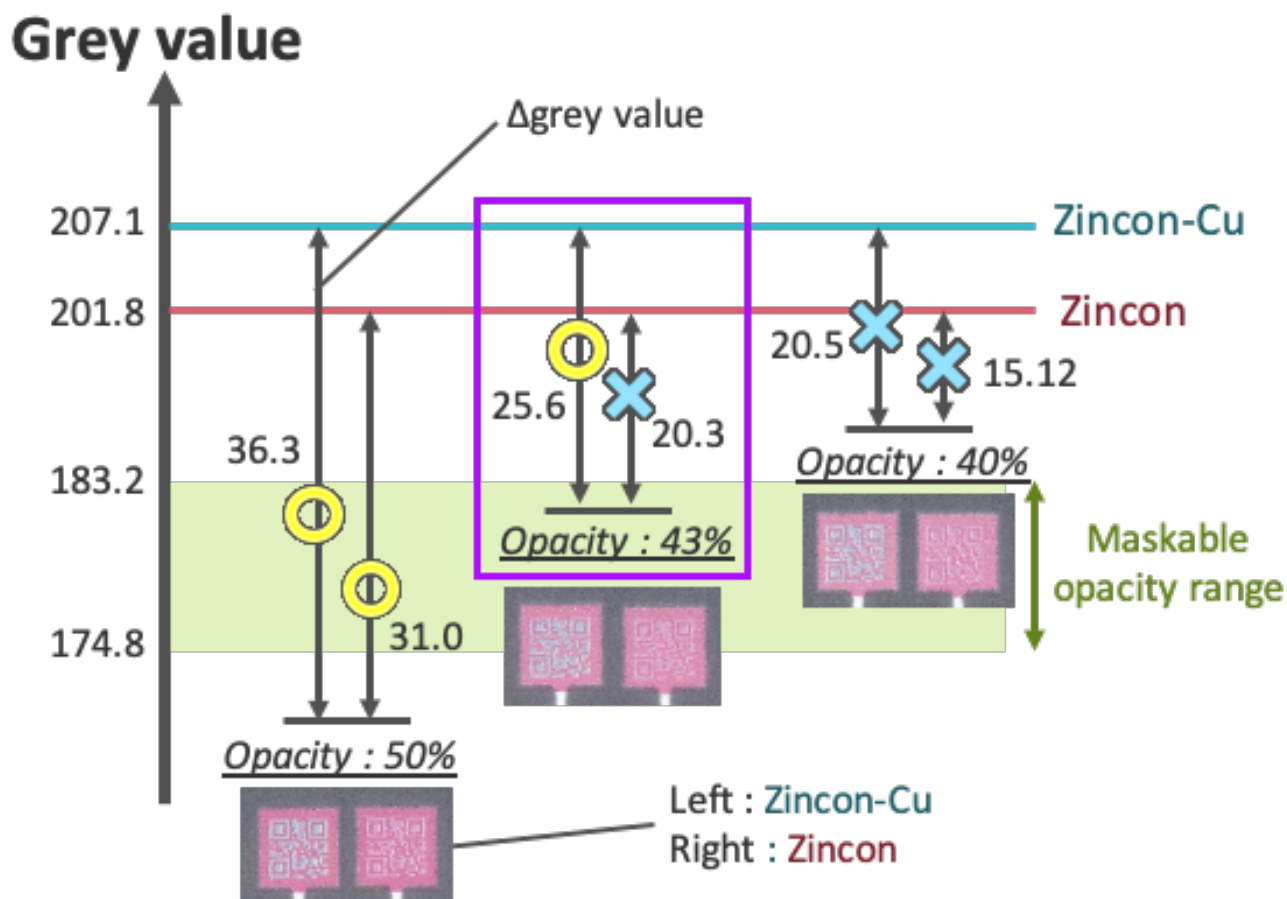 Grey value
Δgrey value
207.1
Zincon-Cu
201.8
Zincon
20.5
15.12
25.6
20.3
36.3
Opacity : 40%
183.2
Opacity : 43%
Maskable
opacity range
31.0
174.8
Opacity : 50%
Left : Zincon-Cu
Right : Zincon